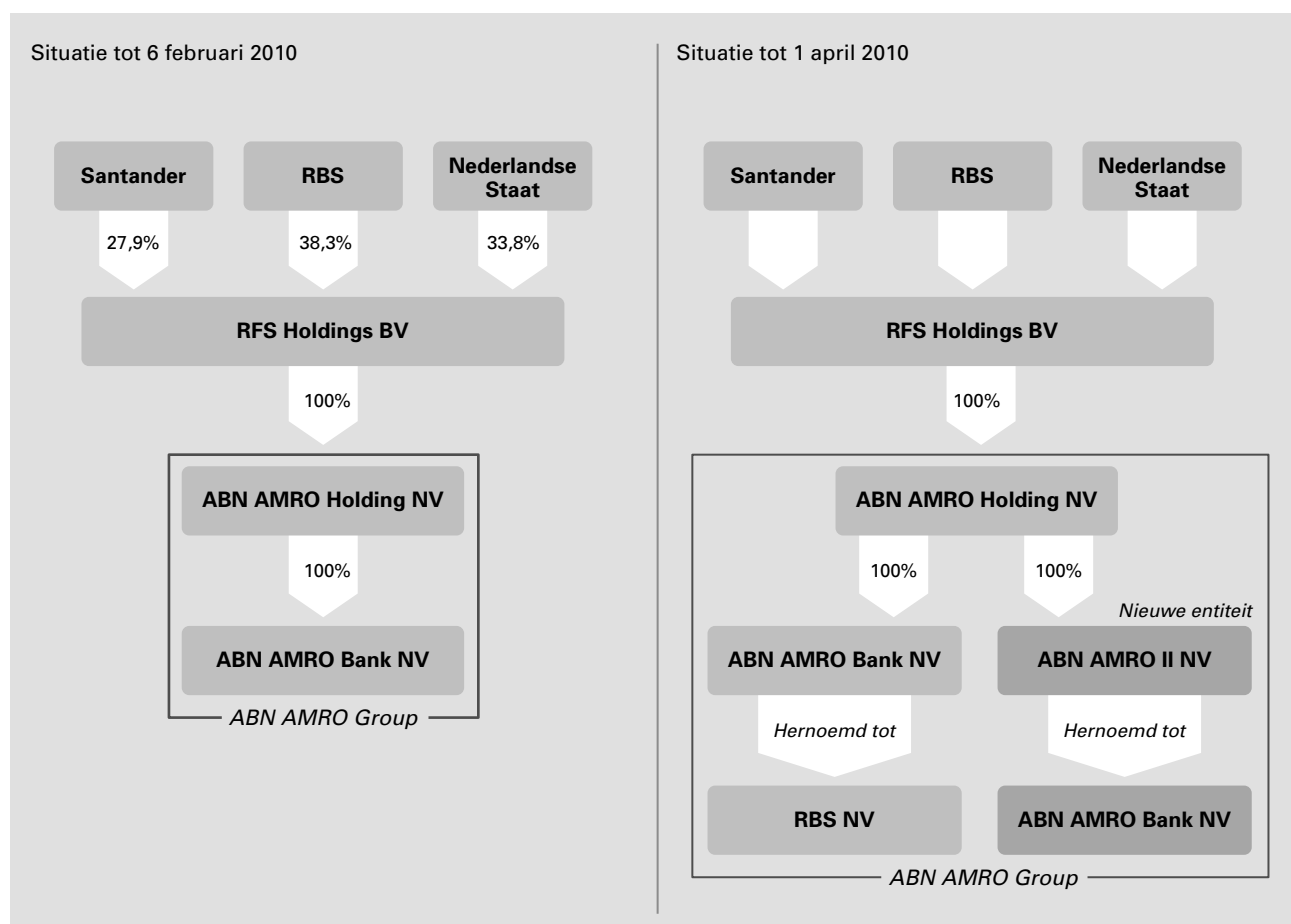 Situatie tot 6 februari 2010
Santander
RBS
Nederlandse
Staat
27,9%
38,3%
33,8%
RFS Holdings BV
100%
ABN AMRO Holding NV
100%
ABN AMRO Bank NV
ABN AMRO Group
Situatie tot 1 april 2010
Santander
RBS
Nederlandse
Staat
RFS Holdings BV
100%
ABN AMRO Holding NV
100%
100%
Nieuwe entiteit
ABN AMRO Bank NV
ABN AMRO II NV
Hernoemd tot
Hernoemd tot
RBS NV
ABN AMRO Bank NV
ABN AMRO Group